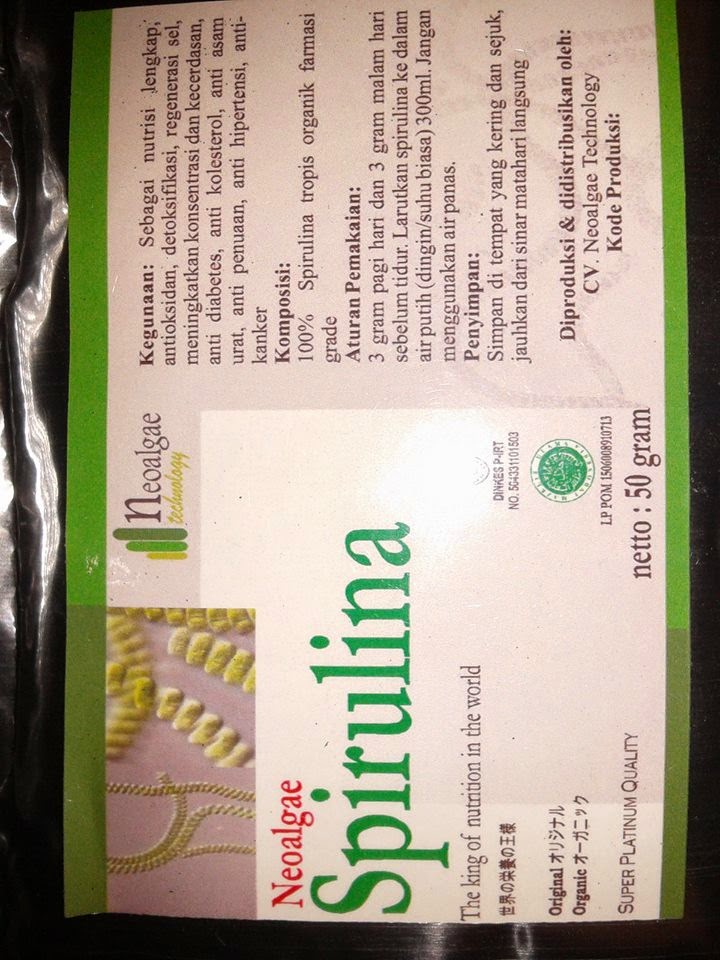 Neoalgae
Spirulina
The king of nutrition in the world
世界の栄養の王様
Original オリジナル
Organic オーガニック
SUPER PLATINUM QUALITY
neoalgae
technology
DINKES P-IRT
NO. 504331101503
LP POM 1506008910713
netto : 50 gram
Kegunaan: Sebagai nutrisi lengkap,
antioksidan, detoksifikasi, regenerasi sel,
meningkatkan konsentrasi dan kecerdasan,
anti diabetes, anti kolesterol, anti asam
urat, anti penuaan, anti hipertensi, anti-
kanker
Komposisi:
100% Spirulina tropis organik farmasi
grade
Aturan Pemakaian:
3 gram pagi hari dan 3 gram malam hari
sebelum tidur. Larutkan spirulina ke dalam
air putih (dingin/suhu biasa) 300ml. Jangan
menggunakan air panas.
Penyimpan:
Simpan di tempat yang kering dan sejuk,
jauhkan dari sinar matahari langsung
Diproduksi & didistribusikan oleh:
CV. Neoalgae Technology
Kode Produksi: